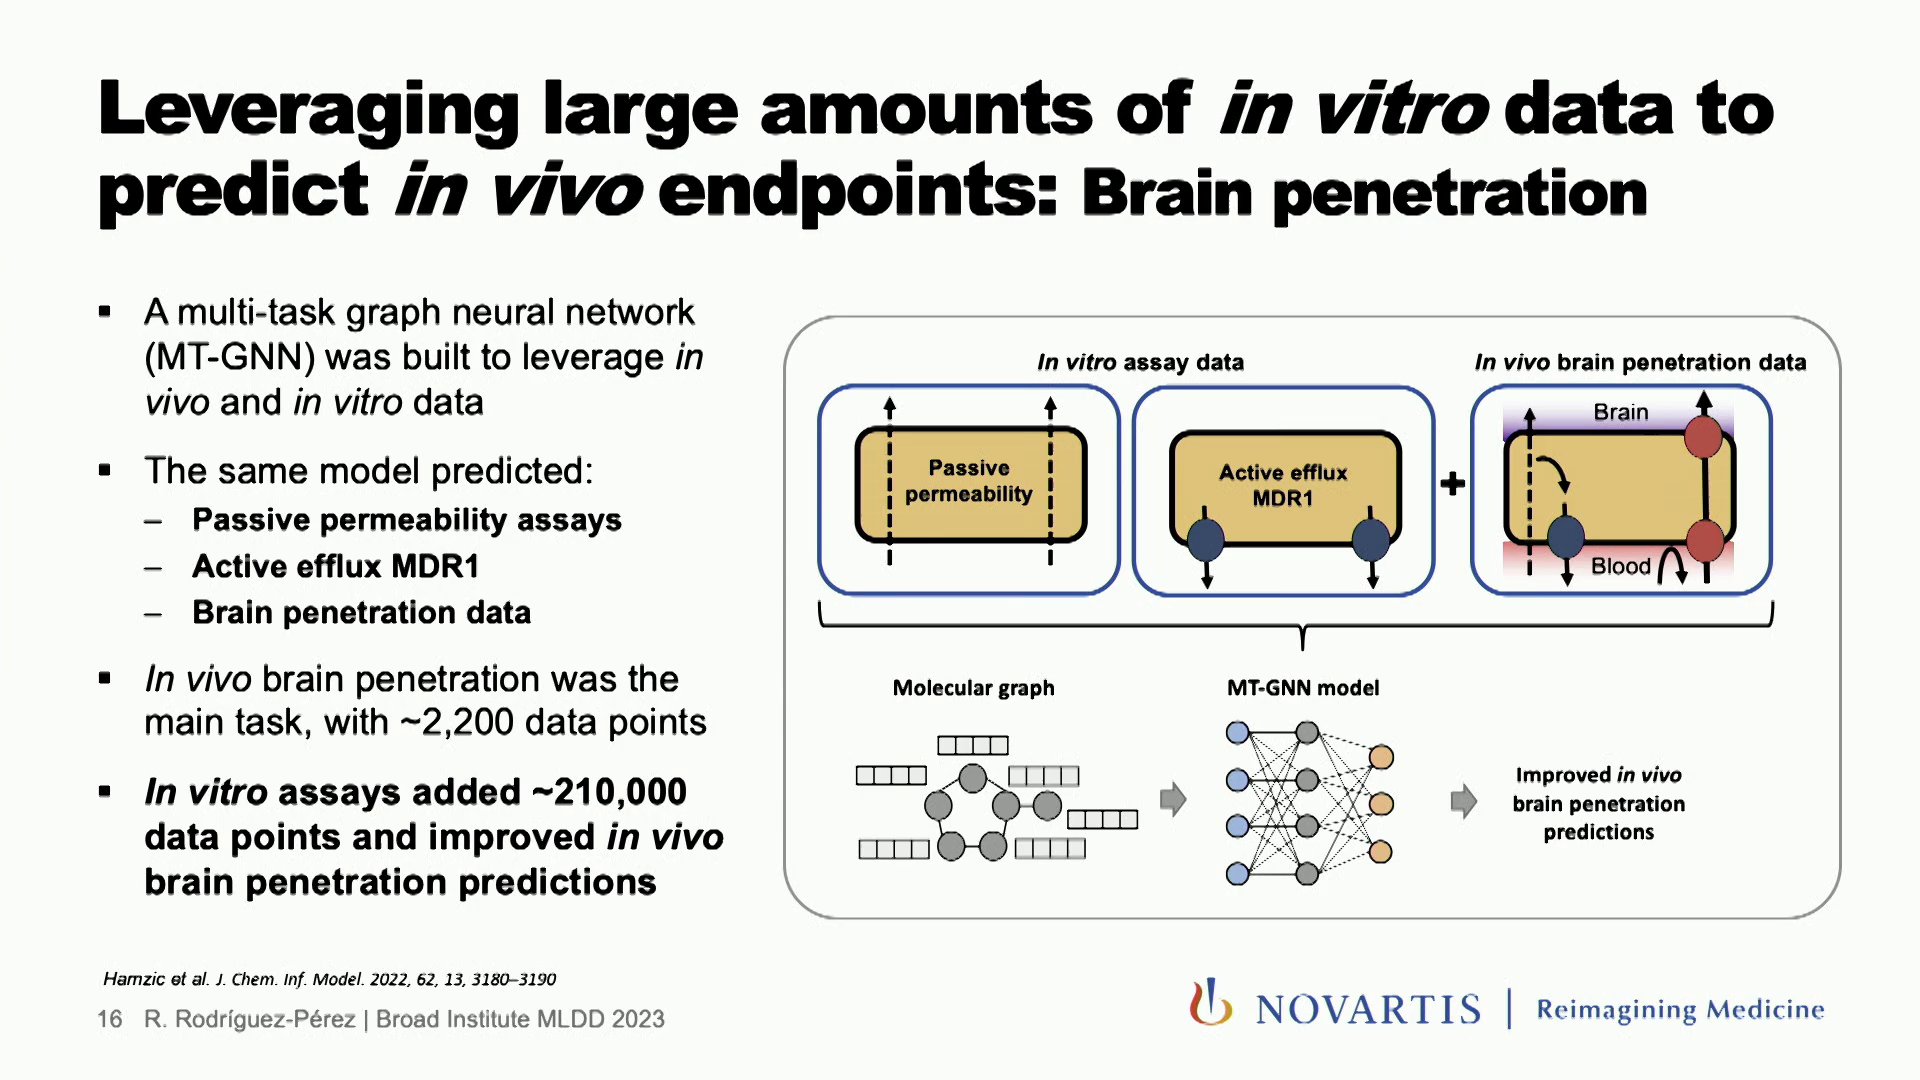 Leveraging large amounts of in vitro data to
predict in vivo endpoints: Brain penetration
▪ A multi-task graph neural network
(MT-GNN) was built to leverage in
vivo and in vitro data
▪ The same model predicted:
– Passive permeability assays
– Active efflux MDR1
– Brain penetration data
▪ In vivo brain penetration was the
main task, with ~2,200 data points
▪ In vitro assays added ~210,000
data points and improved in vivo
brain penetration predictions
In vitro assay data
In vivo brain penetration data
Passive
permeability
Active efflux
MDR1
+
Brain
Blood
Molecular graph
MT-GNN model
Improved in vivo
brain penetration
predictions
Hamzic et al. J. Chem. Inf. Model. 2022, 62, 13, 3180–3190
16 R. Rodríguez-Pérez | Broad Institute MLDD 2023
NOVARTIS | Reimagining Medicine